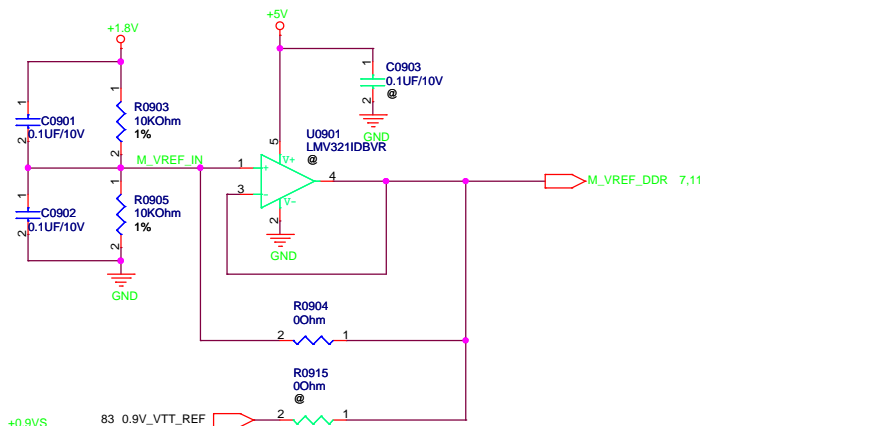 +5V
+1.8V
1
1
C0903
0.1UF/10V
@
2
GND
1
C0901
0.1UF/10V
2
1
R0903
10KOhm
1%
2
5
U0901
LMV321IDBVR
@
M_VREF_IN
1
+
V+
4
3
-
V-
2
GND
M_VREF_DDR 7,11
1
C0902
0.1UF/10V
2
1
R0905
10KOhm
1%
2
GND
R0904
0Ohm
2
1
R0915
0Ohm
@
2
1
83 0.9V_VTT_REF
+0.9VS